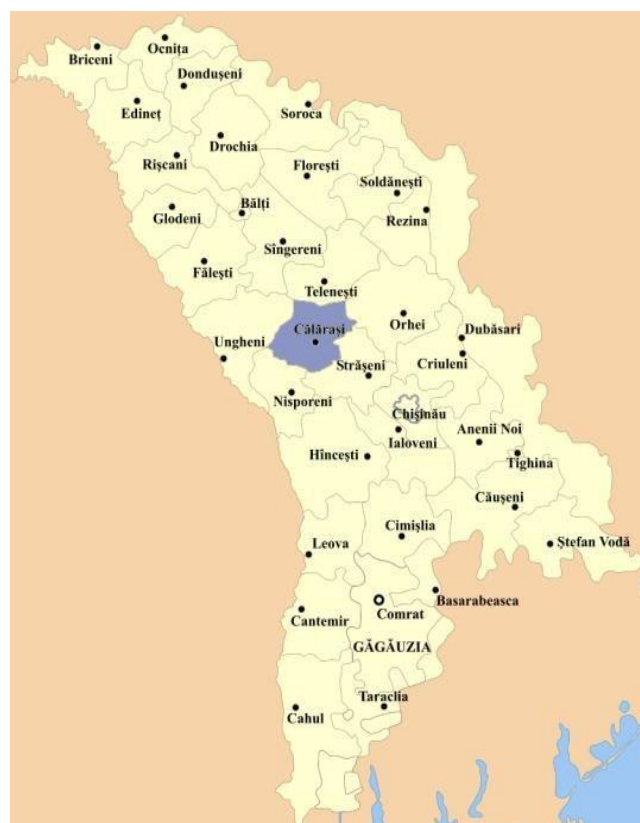 Ocnița
Briceni
Dondușeni
Edineț
Soroca
Drochia
Rîșcani
Florești
Soldănești
Glodeni
Bălți
Rezina
Sîngereni
Fălești
Telenești
Orhei
Dubăsari
Călărași
Ungheni
Criuleni
Strășeni
Nisporeni
Chișinău
Anenii Noi
Ialoveni
Hîncești
Tighina
Căușeni
Cimișlia
Ștefan Vodă
Leova
Basarabeasca
Cantemir
Comrat
GĂGĂUZIA
Taraclia
Cahul